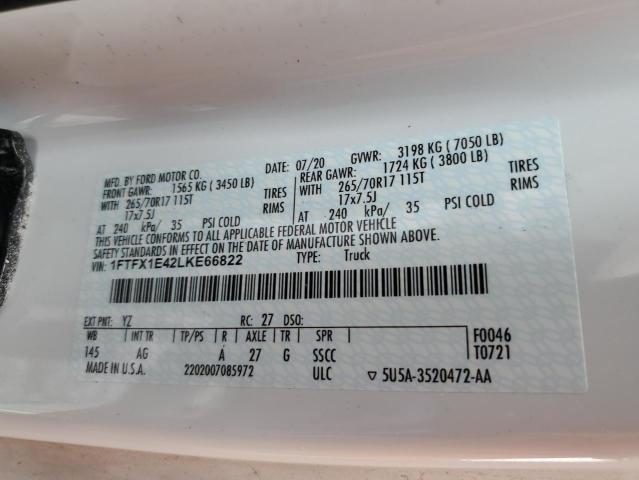 MFD. BY FORD MOTOR CO.
DATE: 07/20 GVWR: 3198 KG ( 7050 LB)
FRONT GAWR: 1565 KG ( 3450 LB)
REAR GAWR: 1724 KG ( 3800 LB)
WITH 265/70R17 115T TIRES
WITH 265/70R17 115T TIRES
17x7.5J RIMS
17x7.5J RIMS
AT 240 kPa/ 35 PSI COLD
AT 240 kPa/ 35 PSI COLD
THIS VEHICLE CONFORMS TO ALL APPLICABLE FEDERAL MOTOR VEHICLE
SAFETY STANDARDS IN EFFECT ON THE DATE OF MANUFACTURE SHOWN ABOVE.
VIN: 1FTFX1E42LKE66822 TYPE: Truck
EXT PNT: YZ RC: 27 DSO:
WB INT TR TP/PS R AXLE TR SPR F0046
145 AG A 27 G SSCC T0721
MADE IN U.S.A. 2202007085972 ULC ▽ 5U5A-3520472-AA